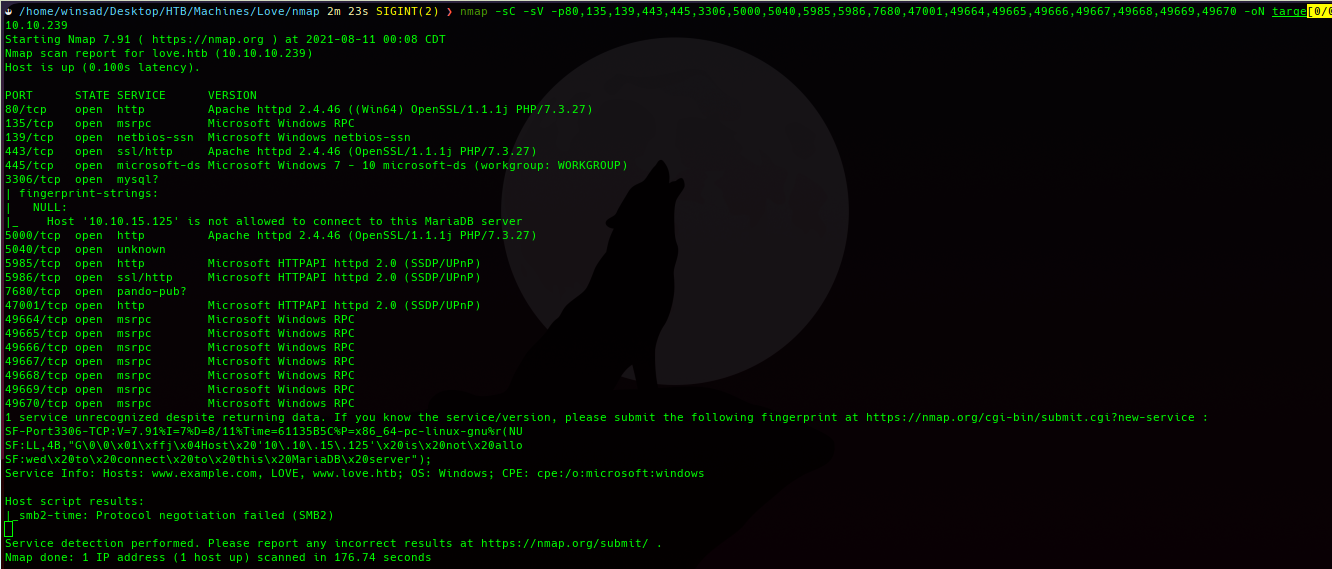 /home/winsad/Desktop/HTB/Machines/Love/nmap 2m 23s SIGINT(2) ❯ nmap -sC -sV -p80,135,139,443,445,3306,5000,5040,5985,5986,7680,47001,49664,49665,49666,49667,49668,49669,49670 -oN targe[0/0
10.10.239
Starting Nmap 7.91 ( https://nmap.org ) at 2021-08-11 00:08 CDT
Nmap scan report for love.htb (10.10.10.239)
Host is up (0.100s latency).
PORT      STATE SERVICE      VERSION
80/tcp    open  http         Apache httpd 2.4.46 ((Win64) OpenSSL/1.1.1j PHP/7.3.27)
135/tcp   open  msrpc        Microsoft Windows RPC
139/tcp   open  netbios-ssn  Microsoft Windows netbios-ssn
443/tcp   open  ssl/http     Apache httpd 2.4.46 (OpenSSL/1.1.1j PHP/7.3.27)
445/tcp   open  microsoft-ds Microsoft Windows 7 - 10 microsoft-ds (workgroup: WORKGROUP)
3306/tcp  open  mysql?
| fingerprint-strings:
|   NULL:
|_    Host '10.10.15.125' is not allowed to connect to this MariaDB server
5000/tcp  open  http         Apache httpd 2.4.46 (OpenSSL/1.1.1j PHP/7.3.27)
5040/tcp  open  unknown
5985/tcp  open  http         Microsoft HTTPAPI httpd 2.0 (SSDP/UPnP)
5986/tcp  open  ssl/http     Microsoft HTTPAPI httpd 2.0 (SSDP/UPnP)
7680/tcp  open  pando-pub?
47001/tcp open  http         Microsoft HTTPAPI httpd 2.0 (SSDP/UPnP)
49664/tcp open  msrpc        Microsoft Windows RPC
49665/tcp open  msrpc        Microsoft Windows RPC
49666/tcp open  msrpc        Microsoft Windows RPC
49667/tcp open  msrpc        Microsoft Windows RPC
49668/tcp open  msrpc        Microsoft Windows RPC
49669/tcp open  msrpc        Microsoft Windows RPC
49670/tcp open  msrpc        Microsoft Windows RPC
1 service unrecognized despite returning data. If you know the service/version, please submit the following fingerprint at https://nmap.org/cgi-bin/submit.cgi?new-service :
SF-Port3306-TCP:V=7.91%I=7%D=8/11%Time=61135B5C%P=x86_64-pc-linux-gnu%r(NU
SF:LL,4B,"G\0\0\x01\xffj\x04Host\x20'10\.10\.15\.125'\x20is\x20not\x20allo
SF:wed\x20to\x20connect\x20to\x20this\x20MariaDB\x20server");
Service Info: Hosts: www.example.com, LOVE, www.love.htb; OS: Windows; CPE: cpe:/o:microsoft:windows
Host script results:
|_smb2-time: Protocol negotiation failed (SMB2)
Service detection performed. Please report any incorrect results at https://nmap.org/submit/ .
Nmap done: 1 IP address (1 host up) scanned in 176.74 seconds